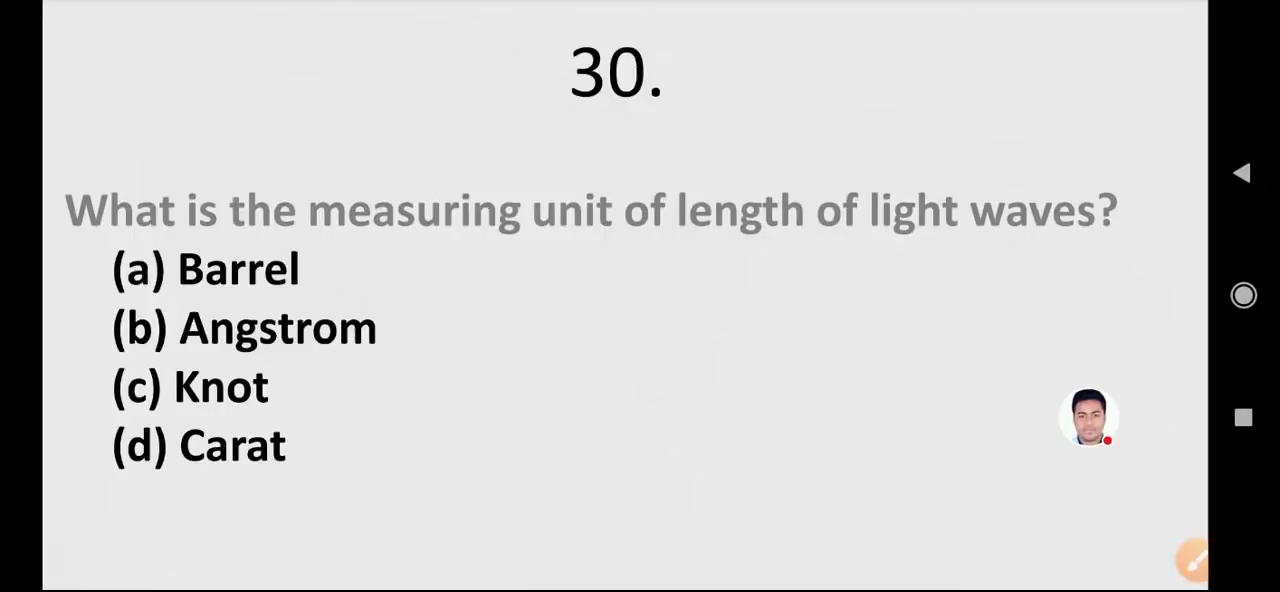 30.
What is the measuring unit of length of light waves?
(a) Barrel
(b) Angstrom
(c) Knot
(d) Carat